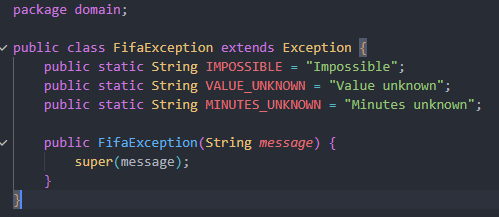 package domain;
public class FifaException extends Exception {
    public static String IMPOSSIBLE = "Impossible";
    public static String VALUE_UNKNOWN = "Value unknown";
    public static String MINUTES_UNKNOWN = "Minutes unknown";
    public FifaException(String message) {
        super(message);
    }
}